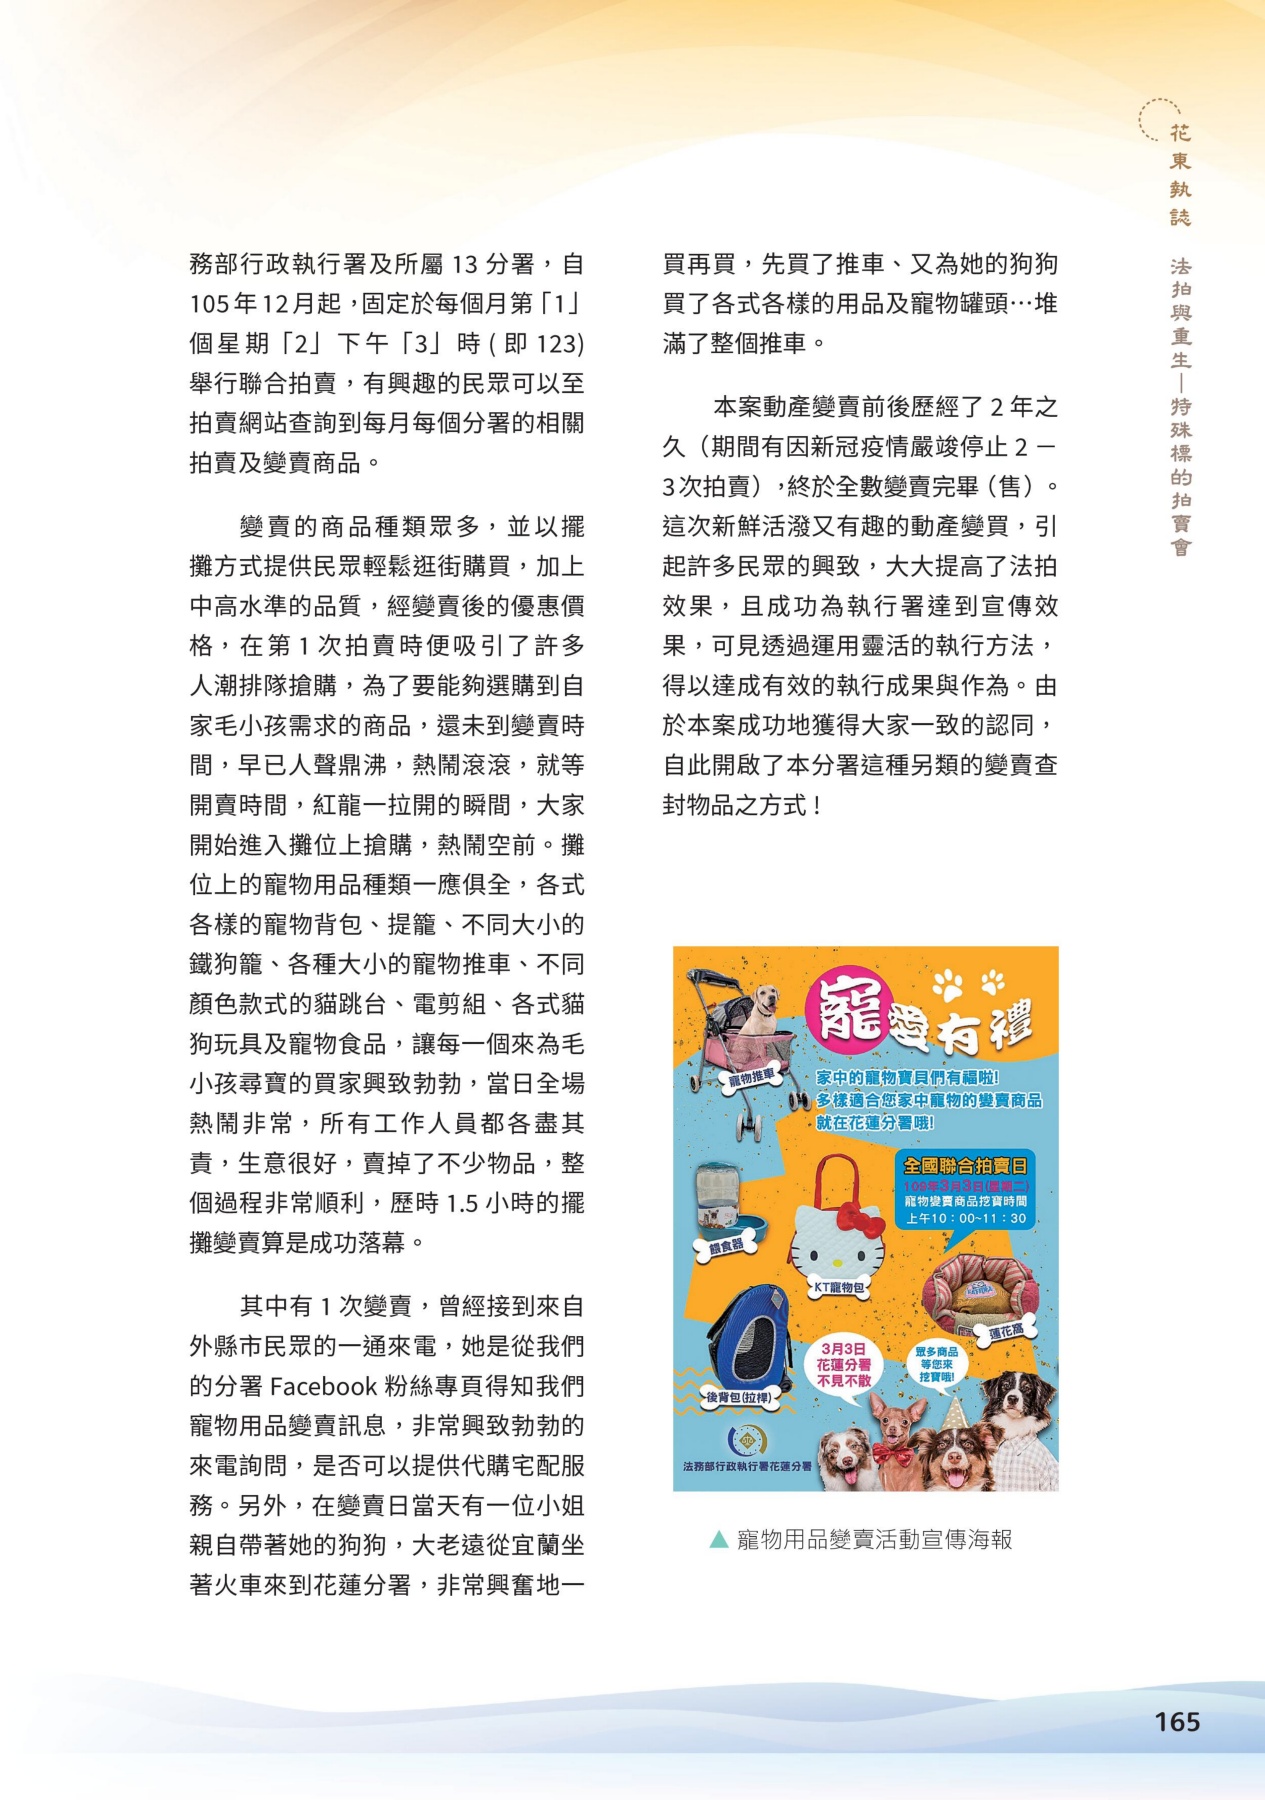 花東執誌 法拍與重生－特殊標的拍賣會
務部行政執行署及所屬 13 分署，自
105 年 12 月起，固定於每個月第「1」
個星期「2」下午「3」時 ( 即 123)
舉行聯合拍賣，有興趣的民眾可以至
拍賣網站查詢到每月每個分署的相關
拍賣及變賣商品。
變賣的商品種類眾多，並以擺
攤方式提供民眾輕鬆逛街購買，加上
中高水準的品質，經變賣後的優惠價
格，在第 1 次拍賣時便吸引了許多
人潮排隊搶購，為了要能夠選購到自
家毛小孩需求的商品，還未到變賣時
間，早已人聲鼎沸，熱鬧滾滾，就等
開賣時間，紅龍一拉開的瞬間，大家
開始進入攤位上搶購，熱鬧空前。攤
位上的寵物用品種類一應俱全，各式
各樣的寵物背包、提籠、不同大小的
鐵狗籠、各種大小的寵物推車、不同
顏色款式的貓跳台、電剪組、各式貓
狗玩具及寵物食品，讓每一個來為毛
小孩尋寶的買家興致勃勃，當日全場
熱鬧非常，所有工作人員都各盡其
責，生意很好，賣掉了不少物品，整
個過程非常順利，歷時 1.5 小時的擺
攤變賣算是成功落幕。
其中有 1 次變賣，曾經接到來自
外縣市民眾的一通來電，她是從我們
的分署 Facebook 粉絲專頁得知我們
寵物用品變賣訊息，非常興致勃勃的
來電詢問，是否可以提供代購宅配服
務。另外，在變賣日當天有一位小姐
親自帶著她的狗狗，大老遠從宜蘭坐
著火車來到花蓮分署，非常興奮地一
買再買，先買了推車、又為她的狗狗
買了各式各樣的用品及寵物罐頭…堆
滿了整個推車。
本案動產變賣前後歷經了 2 年之
久（期間有因新冠疫情嚴竣停止 2 －
3 次拍賣），終於全數變賣完畢（售）。
這次新鮮活潑又有趣的動產變買，引
起許多民眾的興致，大大提高了法拍
效果，且成功為執行署達到宣傳效
果，可見透過運用靈活的執行方法，
得以達成有效的執行成果與作為。由
於本案成功地獲得大家一致的認同，
自此開啟了本分署這種另類的變賣查
封物品之方式 !
寵愛有禮
寵物推車
家中的寵物寶貝們有福啦!
多樣適合您家中寵物的變賣商品
就在花蓮分署哦!
全國聯合拍賣日
109年3月3日(星期二)
寵物變賣商品挖寶時間
上午10：00~11：30
餵食器
KT寵物包
蓮花窩
後背包(拉桿)
3月3日
花蓮分署
不見不散
眾多商品
等您來
挖寶哦!
法務部行政執行署花蓮分署
▲ 寵物用品變賣活動宣傳海報
165